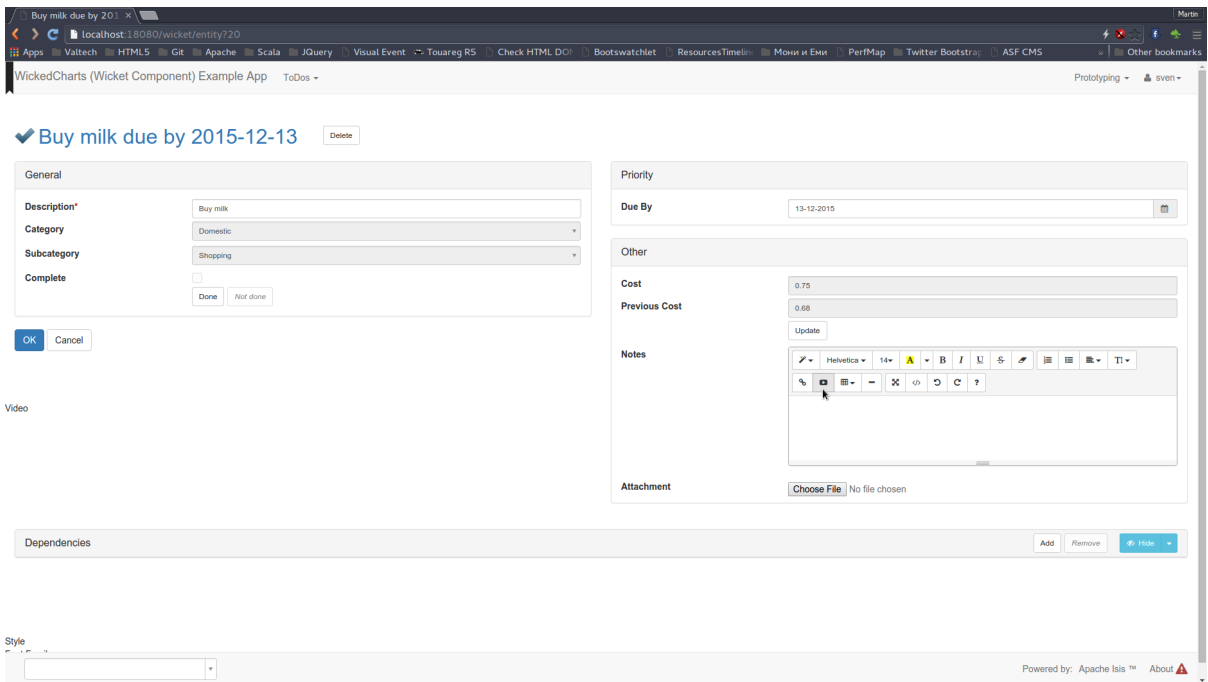 Buy milk due by 201
Martin
localhost:18080/wicket/entity?20
Apps Valtech HTML5 Git Apache Scala JQuery Visual Event Touareg R5 Check HTML DO Bootswatchlet ResourcesTimelin Мони и Еми PerfMap Twitter Bootstrap ASF CMS » Other bookmarks
WickedCharts (Wicket Component) Example App ToDos Prototyping sven
Buy milk due by 2015-12-13 Delete
General
Description* Buy milk
Category Domestic
Subcategory Shopping
Complete
Done Not done
OK Cancel
Priority
Due By 13-12-2015
Other
Cost 0.75
Previous Cost 0.68
Update
Notes
Helvetica 14 A B I U S
?
Attachment Choose File No file chosen
Video
Dependencies Add Remove Hide
Style
Powered by: Apache Isis ™ About